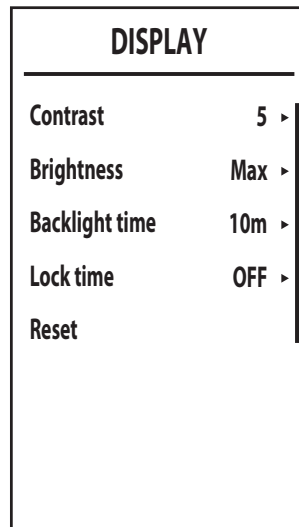 DISPLAY
Contrast 5 ▸
Brightness Max ▸
Backlight time 10m ▸
Lock time OFF ▸
Reset